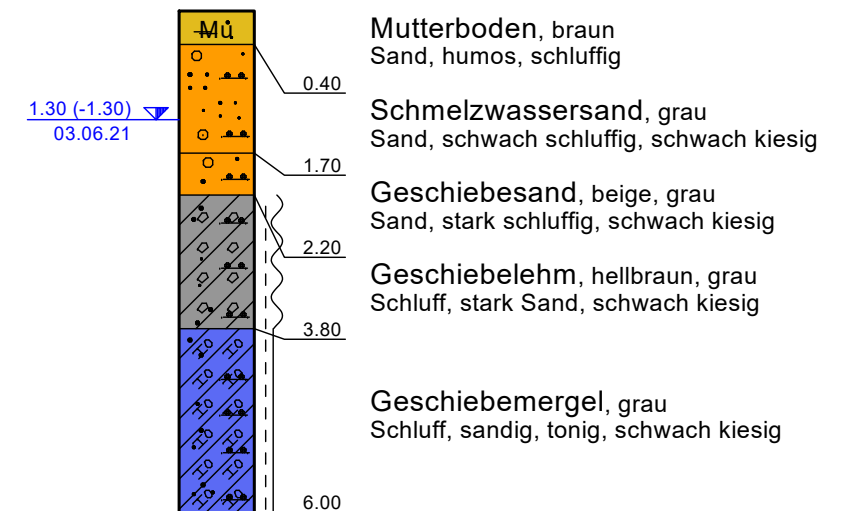 Mu
Mutterboden, braun
Sand, humos, schluffig
0.40
1.30 (-1.30)
03.06.21
Schmelzwassersand, grau
Sand, schwach schluffig, schwach kiesig
1.70
Geschiebesand, beige, grau
Sand, stark schluffig, schwach kiesig
2.20
Geschiebelehm, hellbraun, grau
Schluff, stark Sand, schwach kiesig
3.80
Geschiebemergel, grau
Schluff, sandig, tonig, schwach kiesig
6.00